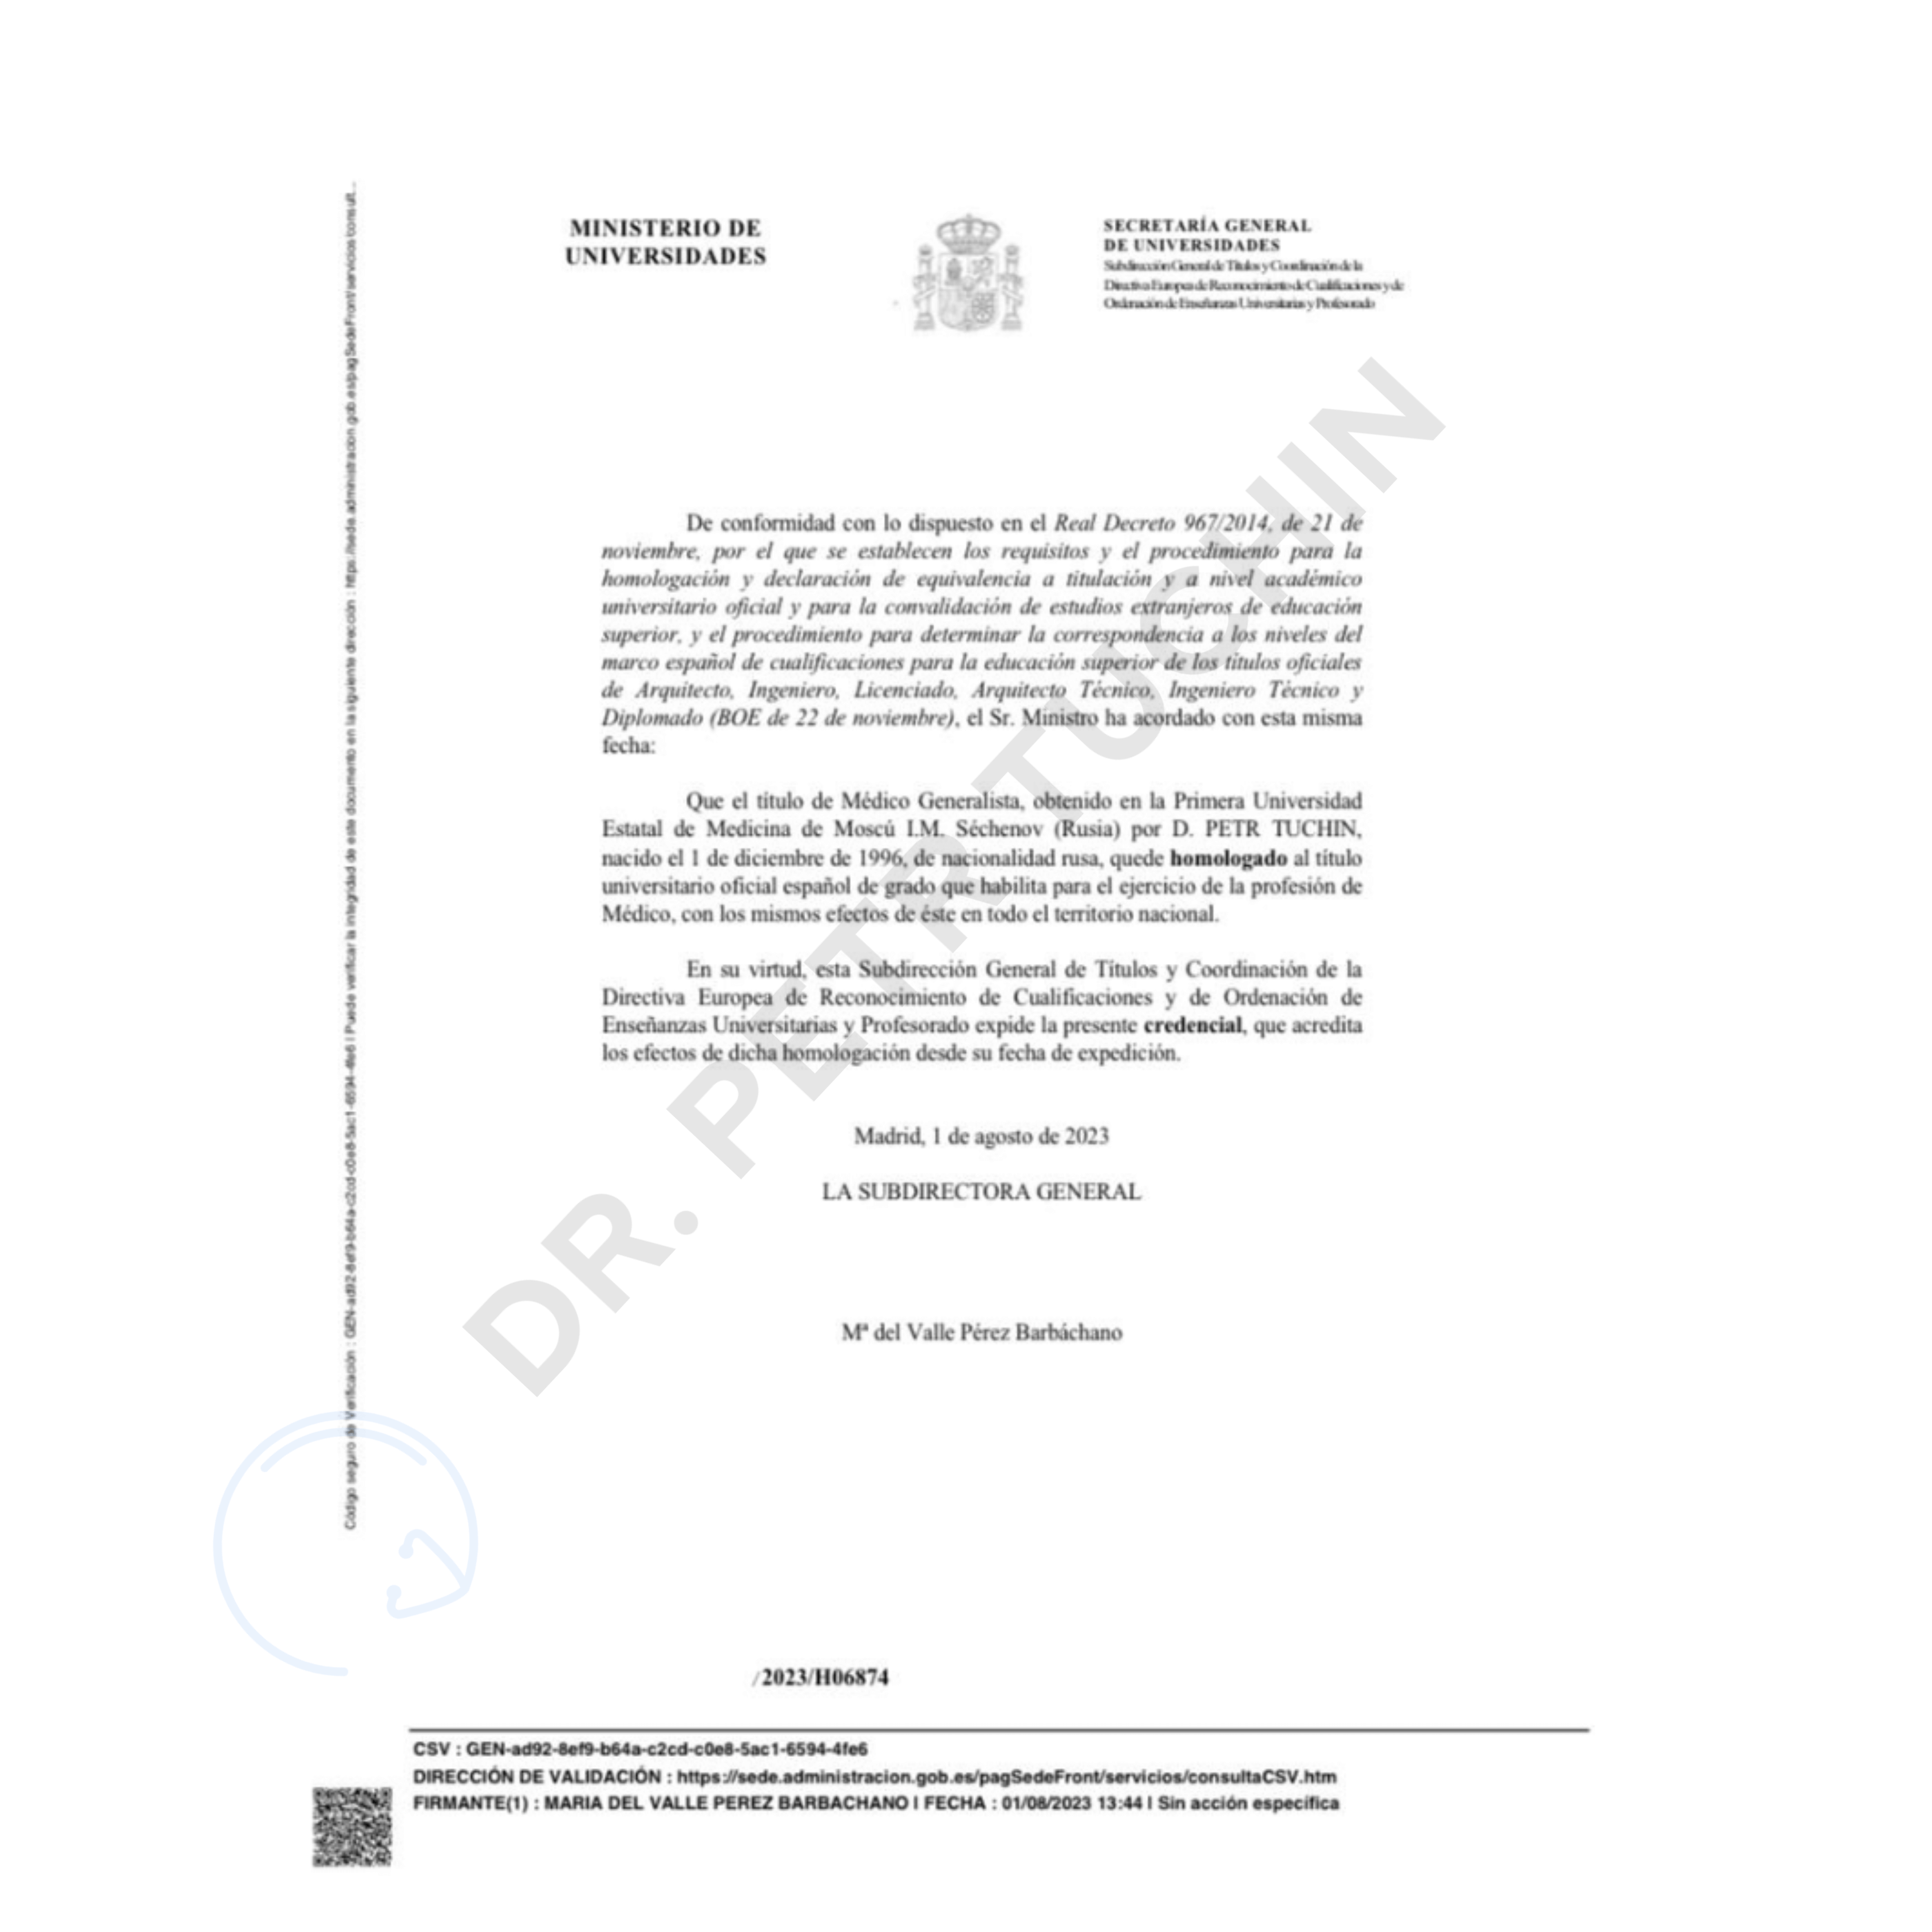 MINISTERIO DE
UNIVERSIDADES
SECRETARÍA GENERAL
DE UNIVERSIDADES
Subdirección General de Títulos y Coordinación de la
Directiva Europea de Reconocimiento de Cualificaciones y de
Ordenación de Enseñanzas Universitarias y Profesorado
De conformidad con lo dispuesto en el Real Decreto 967/2014, de 21 de
noviembre, por el que se establecen los requisitos y el procedimiento para la
homologación y declaración de equivalencia a titulación y a nivel académico
universitario oficial y para la convalidación de estudios extranjeros de educación
superior, y el procedimiento para determinar la correspondencia a los niveles del
marco español de cualificaciones para la educación superior de los títulos oficiales
de Arquitecto, Ingeniero, Licenciado, Arquitecto Técnico, Ingeniero Técnico y
Diplomado (BOE de 22 de noviembre), el Sr. Ministro ha acordado con esta misma
fecha:
Que el título de Médico Generalista, obtenido en la Primera Universidad
Estatal de Medicina de Moscú I.M. Séchenov (Rusia) por D. PETR TUCHIN,
nacido el 1 de diciembre de 1996, de nacionalidad rusa, quede homologado al título
universitario oficial español de grado que habilita para el ejercicio de la profesión de
Médico, con los mismos efectos de éste en todo el territorio nacional.
En su virtud, esta Subdirección General de Títulos y Coordinación de la
Directiva Europea de Reconocimiento de Cualificaciones y de Ordenación de
Enseñanzas Universitarias y Profesorado expide la presente credencial, que acredita
los efectos de dicha homologación desde su fecha de expedición.
Madrid, 1 de agosto de 2023
LA SUBDIRECTORA GENERAL
Mª del Valle Pérez Barbáchano
/2023/H06874
CSV : GEN-ad92-8ef9-b64a-c2cd-c0e8-5ac1-6594-4fe6
DIRECCIÓN DE VALIDACIÓN : https://sede.administracion.gob.es/pagSedeFront/servicios/consultaCSV.htm
FIRMANTE(1) : MARIA DEL VALLE PEREZ BARBACHANO | FECHA : 01/08/2023 13:44 | Sin acción específica
Código seguro de Verificación : GEN-ad92-8ef9-b64a-c2cd-c0e8-5ac1-6594-4fe6 | Puede verificar la integridad de este documento en la siguiente dirección : https://sede.administracion.gob.es/pagSedeFront/servicios/consult...
DR. PETR TUCHIN